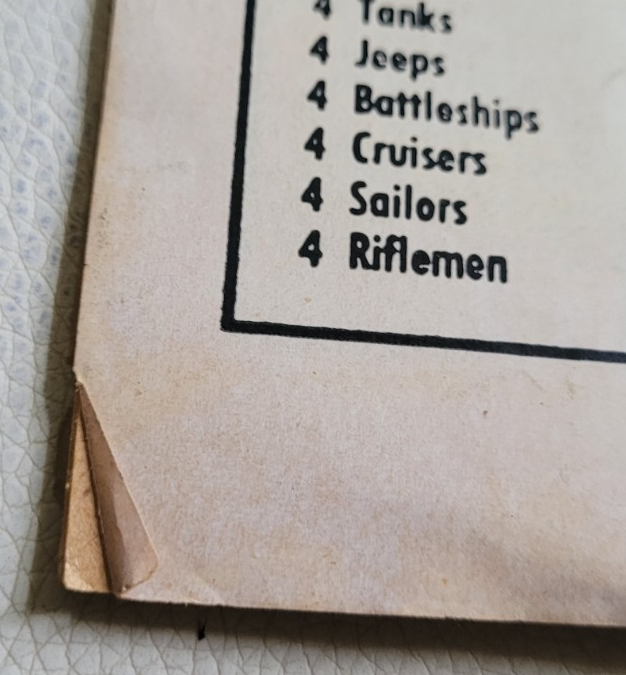 4 Tanks
4 Jeeps
4 Battleships
4 Cruisers
4 Sailors
4 Riflemen